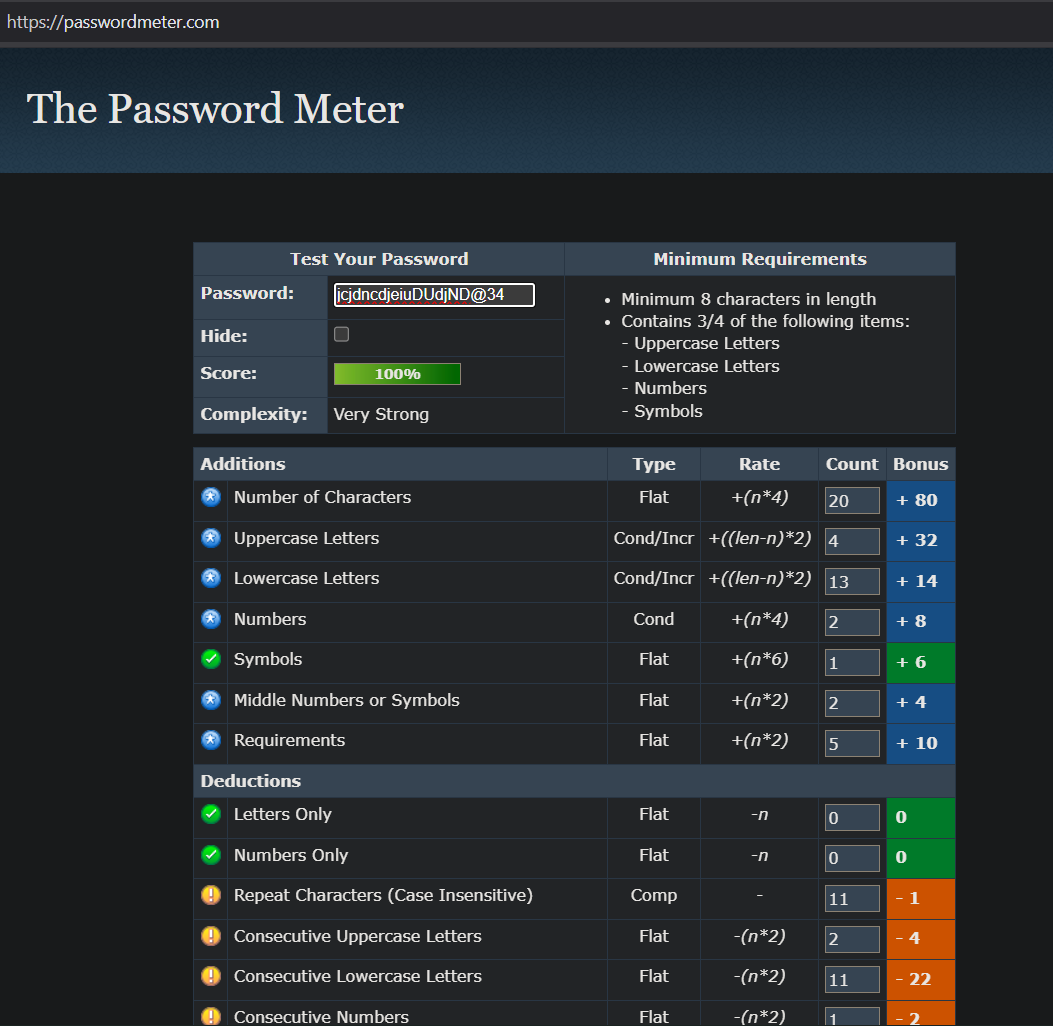 https://passwordmeter.com
The Password Meter
Test Your Password Minimum Requirements
Password: jcjdncdjeiuDUdjND@34
Hide:
Score: 100%
Complexity: Very Strong
• Minimum 8 characters in length
• Contains 3/4 of the following items:
- Uppercase Letters
- Lowercase Letters
- Numbers
- Symbols
Additions Type Rate Count Bonus
Number of Characters Flat +(n*4) 20 + 80
Uppercase Letters Cond/Incr +((len-n)*2) 4 + 32
Lowercase Letters Cond/Incr +((len-n)*2) 13 + 14
Numbers Cond +(n*4) 2 + 8
Symbols Flat +(n*6) 1 + 6
Middle Numbers or Symbols Flat +(n*2) 2 + 4
Requirements Flat +(n*2) 5 + 10
Deductions
Letters Only Flat -n 0 0
Numbers Only Flat -n 0 0
Repeat Characters (Case Insensitive) Comp - 11 - 1
Consecutive Uppercase Letters Flat -(n*2) 2 - 4
Consecutive Lowercase Letters Flat -(n*2) 11 - 22
Consecutive Numbers Flat -(n*2) 1 - 2